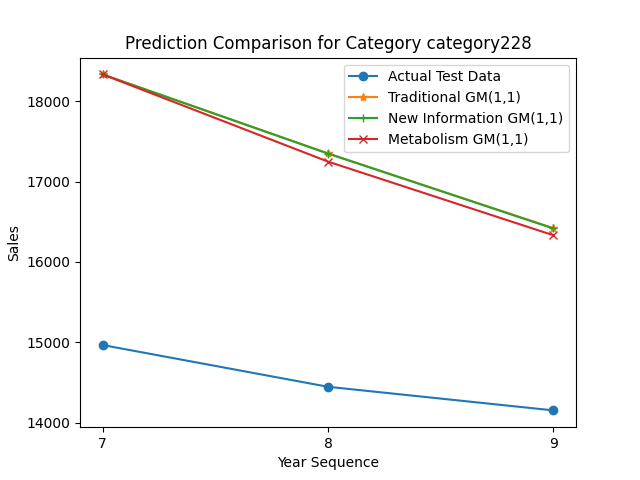 Prediction Comparison for Category category228
Actual Test Data
Traditional GM(1,1)
New Information GM(1,1)
Metabolism GM(1,1)
18000
17000
16000
15000
14000
Sales
7
8
9
Year Sequence